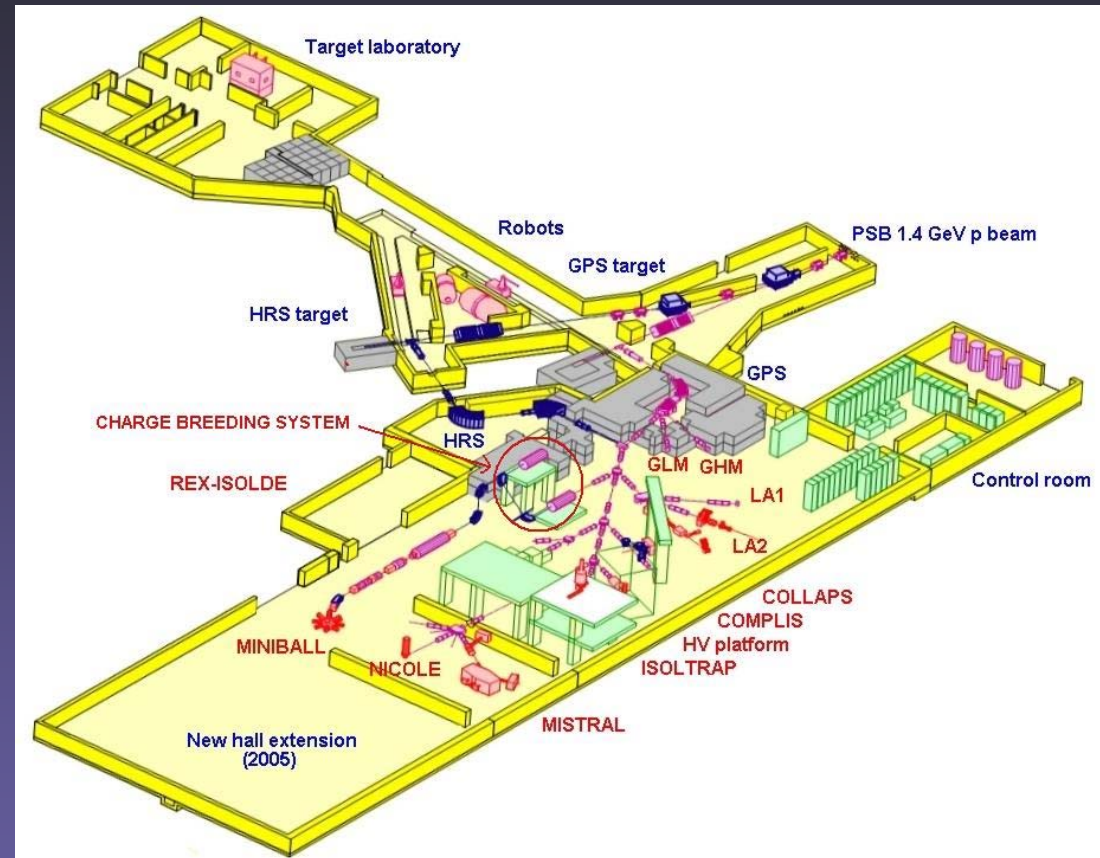 Target laboratory
Robots
PSB 1.4 GeV p beam
GPS target
HRS target
GPS
CHARGE BREEDING SYSTEM
HRS
GLM
GHM
REX-ISOLDE
Control room
LA1
LA2
COLLAPS
COMPLIS
HV platform
ISOLTRAP
MINIBALL
NICOLE
MISTRAL
New hall extension
(2005)